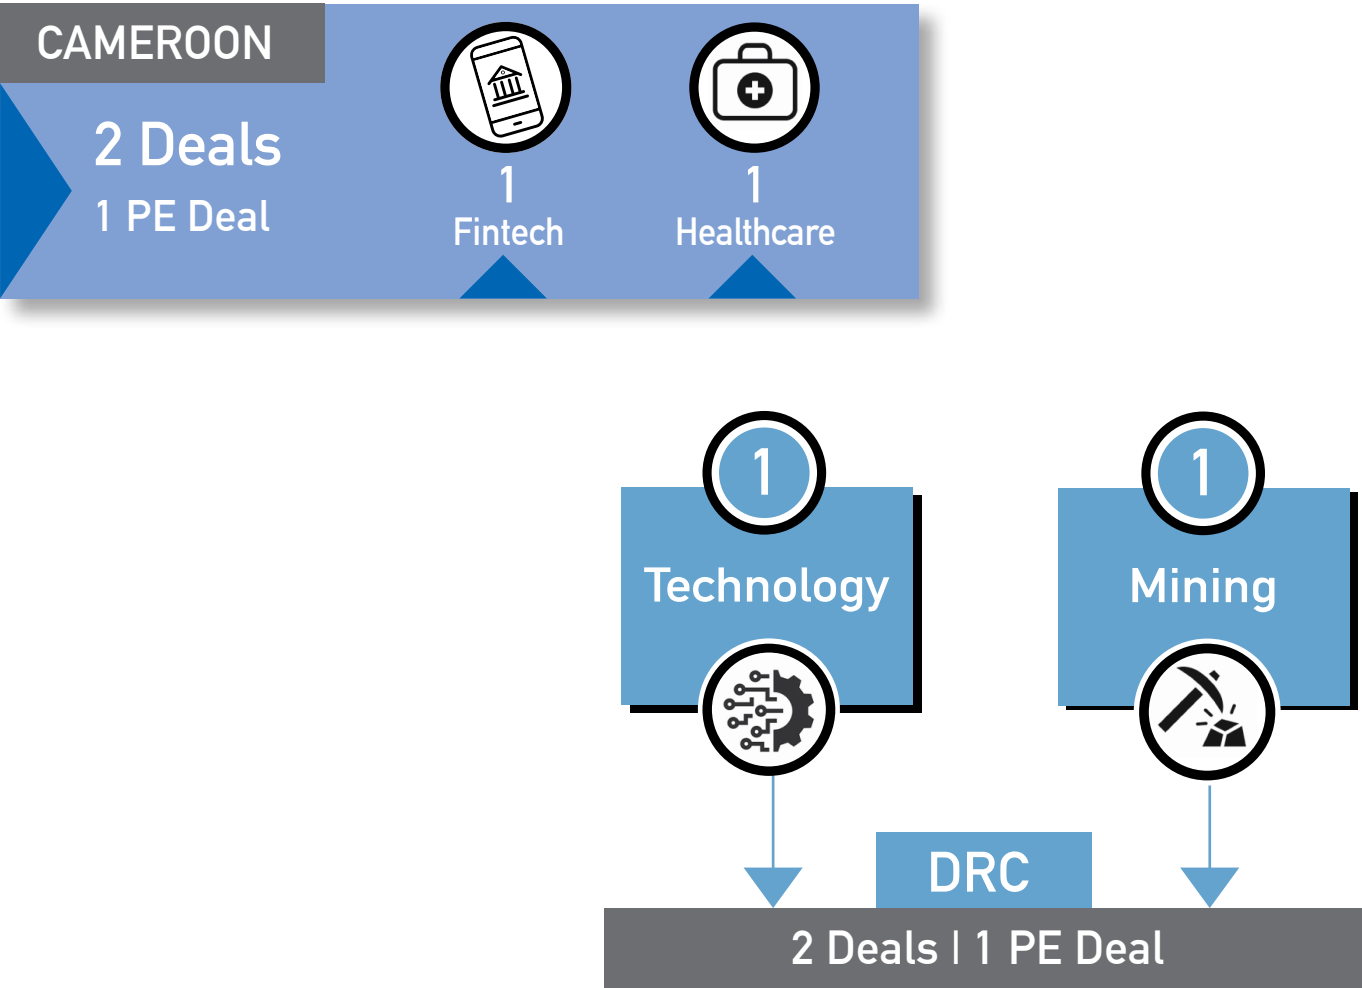 CAMEROON
2 Deals
1 PE Deal
1
Fintech
1
Healthcare
1
Technology
1
Mining
DRC
2 Deals | 1 PE Deal